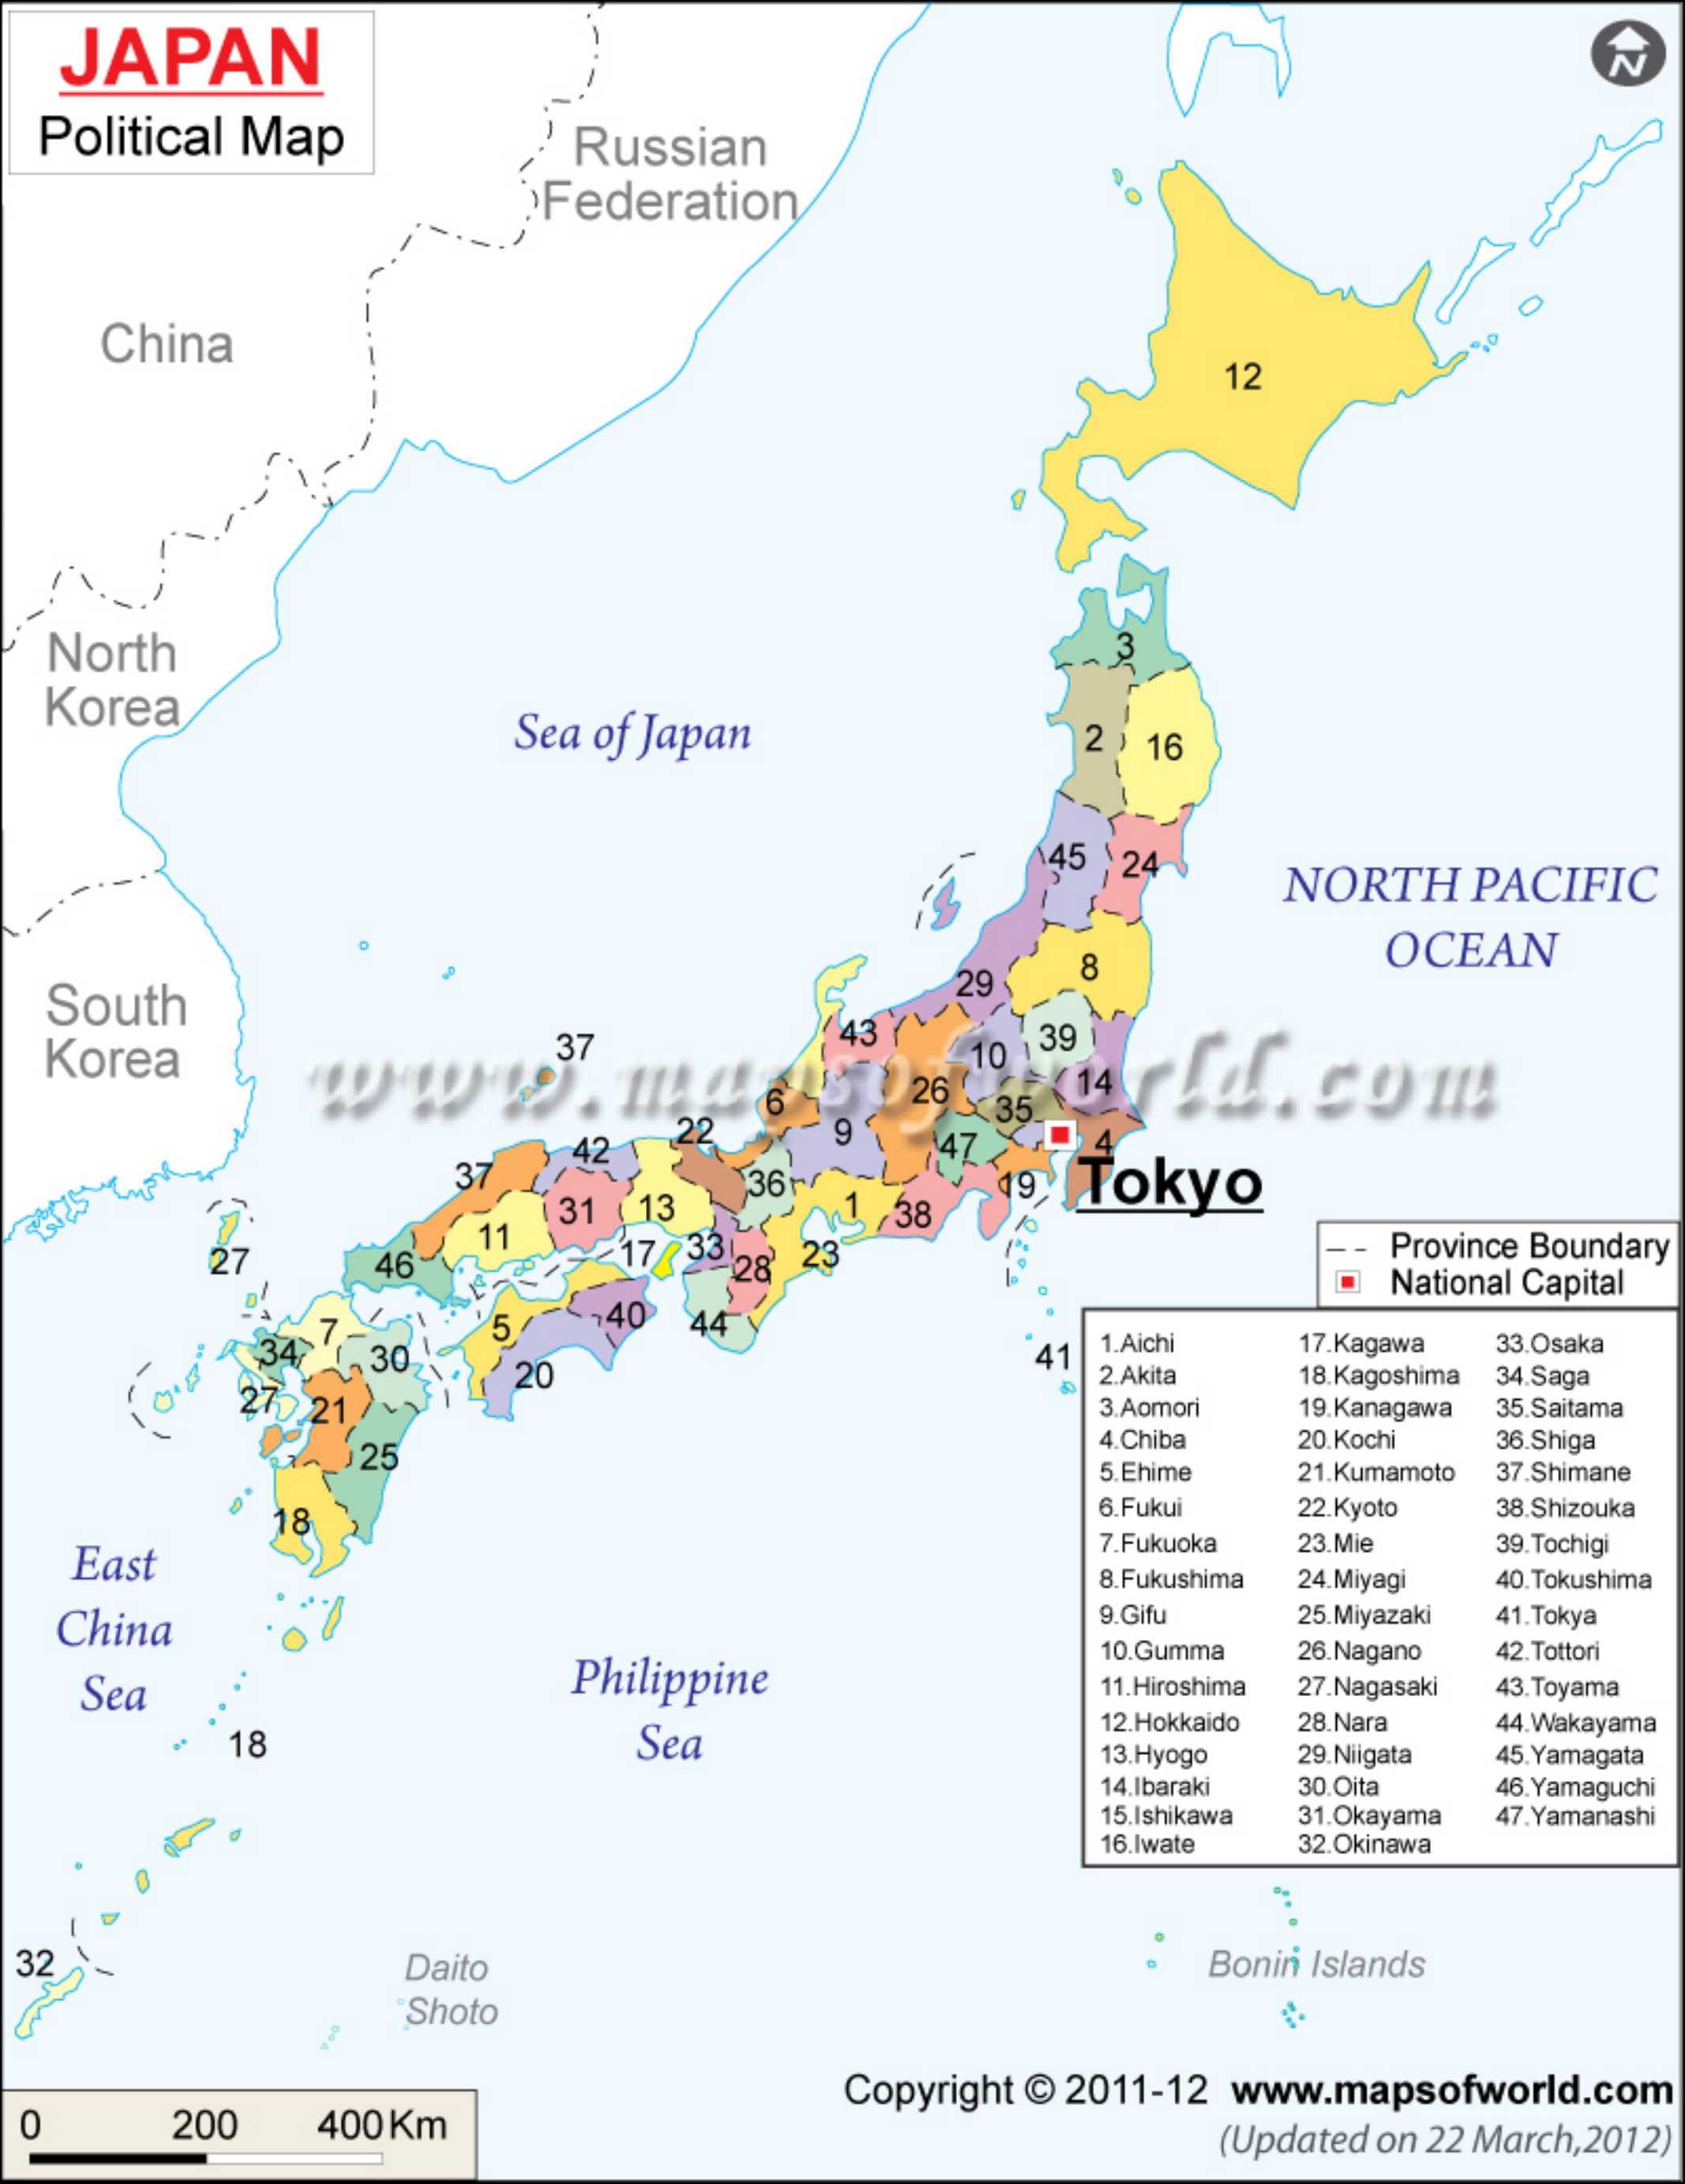 JAPAN
Political Map
N
Russian
Federation
China
12
North
Korea
3
Sea of Japan
2
16
45
24
NORTH PACIFIC
OCEAN
8
29
South
Korea
37
43
39
10
www.mapsofworld.com
26
14
6
35
9
22
47
4
42
37
Tokyo
36
19
31
13
1
38
11
33
17
23
27
46
28
40
44
5
7
34
30
41
20
27
21
25
18
Province Boundary
National Capital
1.Aichi
2.Akita
3.Aomori
4.Chiba
5.Ehime
6.Fukui
7.Fukuoka
8.Fukushima
9.Gifu
10.Gumma
11.Hiroshima
12.Hokkaido
13.Hyogo
14.Ibaraki
15.Ishikawa
16.Iwate
17.Kagawa
18.Kagoshima
19.Kanagawa
20.Kochi
21.Kumamoto
22.Kyoto
23.Mie
24.Miyagi
25.Miyazaki
26.Nagano
27.Nagasaki
28.Nara
29.Niigata
30.Oita
31.Okayama
32.Okinawa
33.Osaka
34.Saga
35.Saitama
36.Shiga
37.Shimane
38.Shizouka
39.Tochigi
40.Tokushima
41.Tokya
42.Tottori
43.Toyama
44.Wakayama
45.Yamagata
46.Yamaguchi
47.Yamanashi
East
China
Sea
Philippine
Sea
18
32
Daito
Shoto
Bonin Islands
0 200 400 Km
Copyright © 2011-12 www.mapsofworld.com
(Updated on 22 March,2012)